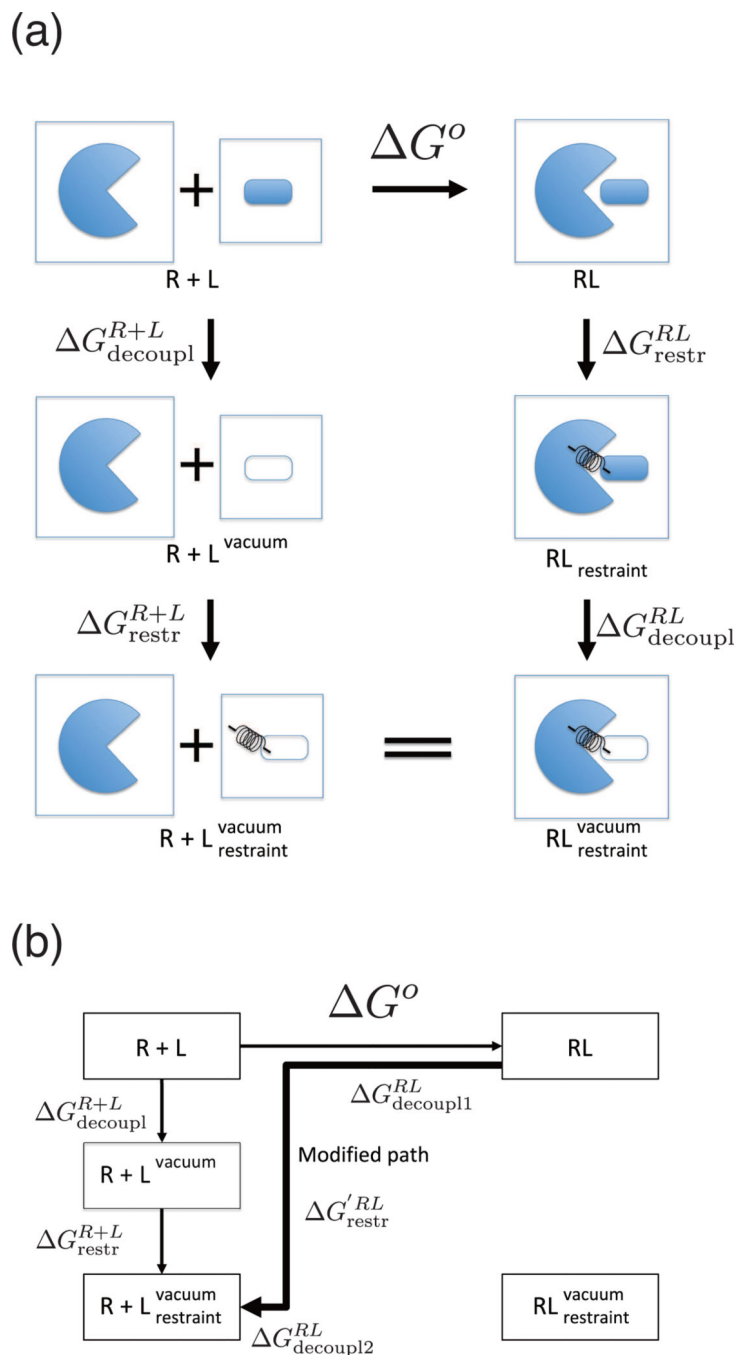 (a)
+
ΔG^o
R + L
RL
ΔG^{R+L}_{decoupl}
ΔG^{RL}_{restr}
+
R + L ^{vacuum}
RL _{restraint}
ΔG^{R+L}_{restr}
ΔG^{RL}_{decoupl}
+
=
R + L ^{vacuum}_{restraint}
RL ^{vacuum}_{restraint}
(b)
ΔG^o
R + L
RL
ΔG^{R+L}_{decoupl}
ΔG^{RL}_{decoupl1}
R + L ^{vacuum}
Modified path
ΔG^{'RL}_{restr}
ΔG^{R+L}_{restr}
R + L ^{vacuum}_{restraint}
RL ^{vacuum}_{restraint}
ΔG^{RL}_{decoupl2}